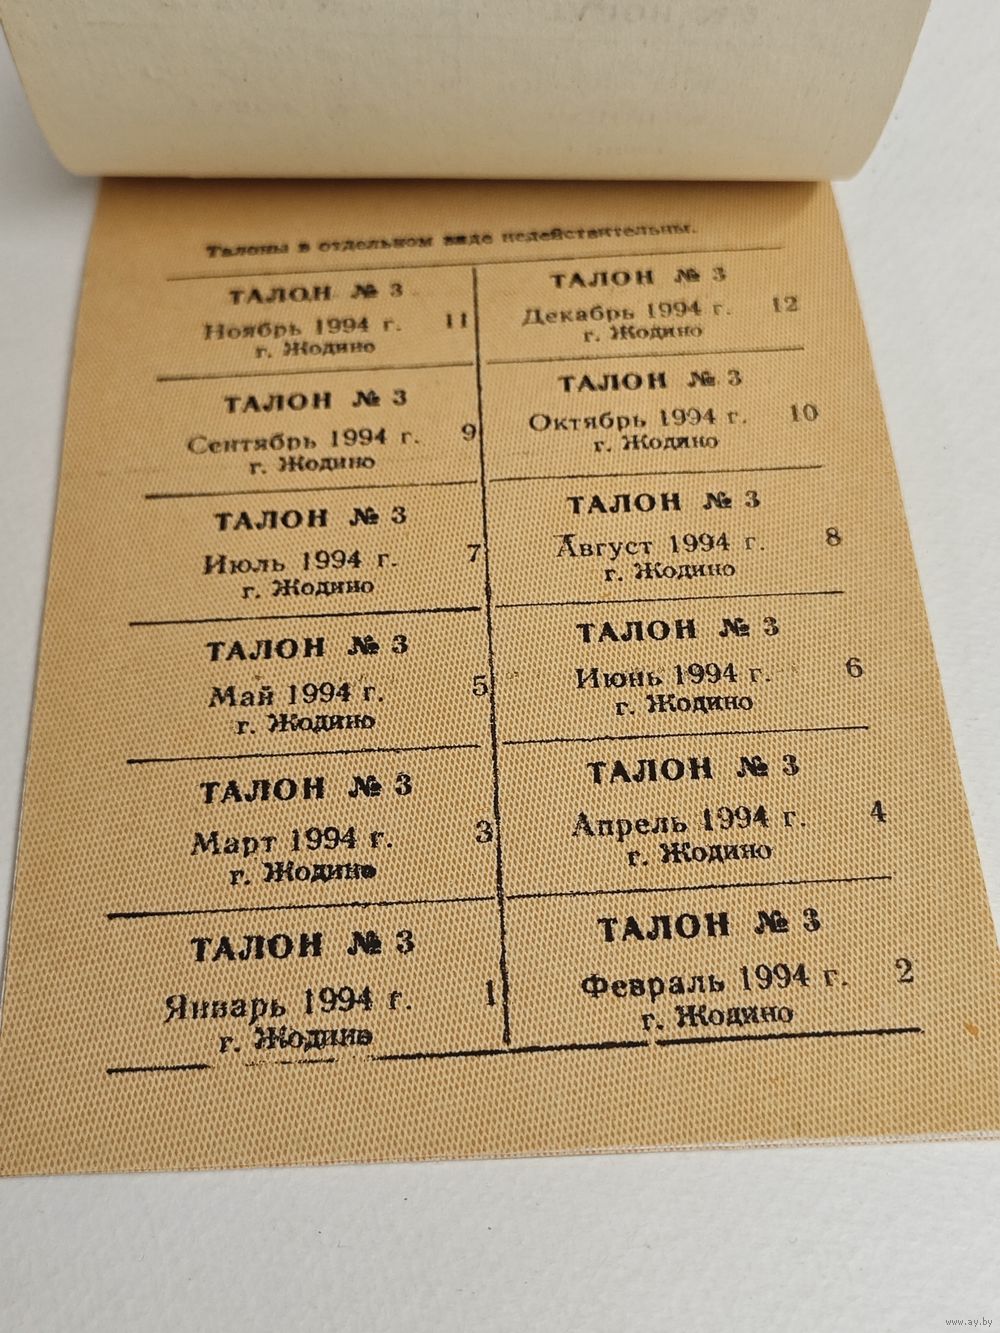 Талоны в отдельном виде недействительны.
ТАЛОН № 3
Ноябрь 1994 г. 11
г. Жодино
ТАЛОН № 3
Декабрь 1994 г. 12
г. Жодино
ТАЛОН № 3
Сентябрь 1994 г. 9
г. Жодино
ТАЛОН № 3
Октябрь 1994 г. 10
г. Жодино
ТАЛОН № 3
Июль 1994 г. 7
г. Жодино
ТАЛОН № 3
Август 1994 г. 8
г. Жодино
ТАЛОН № 3
Май 1994 г. 5
г. Жодино
ТАЛОН № 3
Июнь 1994 г. 6
г. Жодино
ТАЛОН № 3
Март 1994 г. 3
г. Жодино
ТАЛОН № 3
Апрель 1994 г. 4
г. Жодино
ТАЛОН № 3
Январь 1994 г. 1
г. Жодино
ТАЛОН № 3
Февраль 1994 г. 2
г. Жодино
www.ay.by